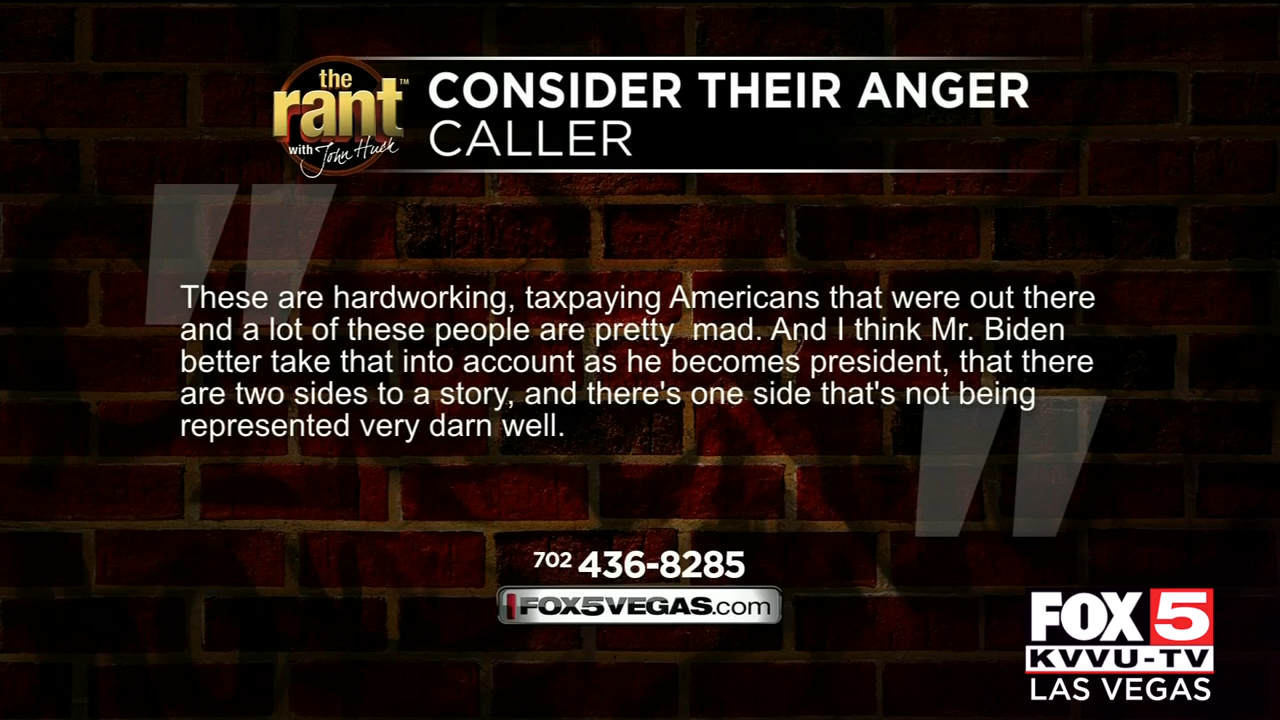 the
rant™
with John Huck
CONSIDER THEIR ANGER
CALLER
These are hardworking, taxpaying Americans that were out there
and a lot of these people are pretty  mad. And I think Mr. Biden
better take that into account as he becomes president, that there
are two sides to a story, and there's one side that's not being
represented very darn well.
702 436-8285
FOX5VEGAS.com
FOX 5
KVVU-TV
LAS VEGAS